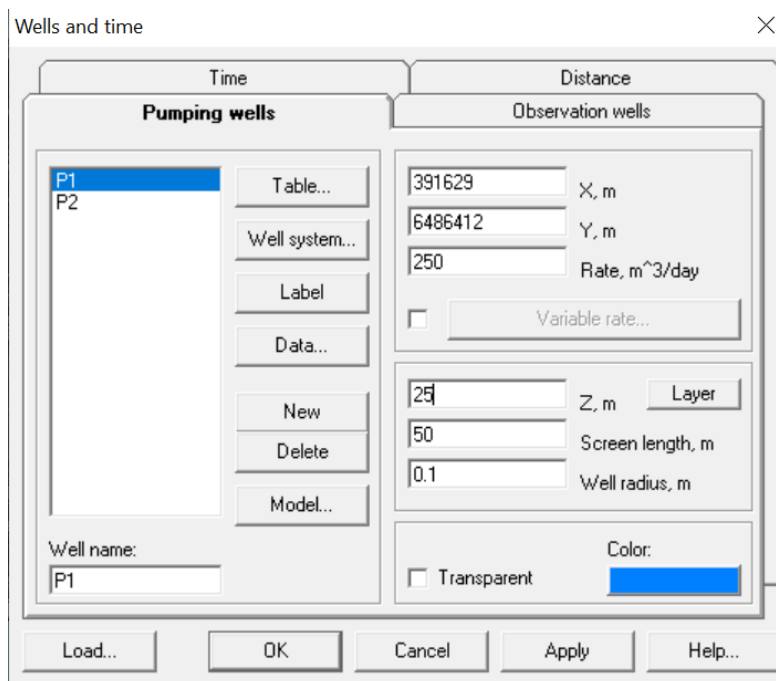 Wells and time
Time
Distance
Pumping wells
Observation wells
P1
P2
Table...
Well system...
Label
Data...
New
Delete
Model...
Well name:
P1
391629
X, m
6486412
Y, m
250
Rate, m^3/day
Variable rate...
25
Z, m
Layer
50
Screen length, m
0.1
Well radius, m
Transparent
Color:
Load...
OK
Cancel
Apply
Help...